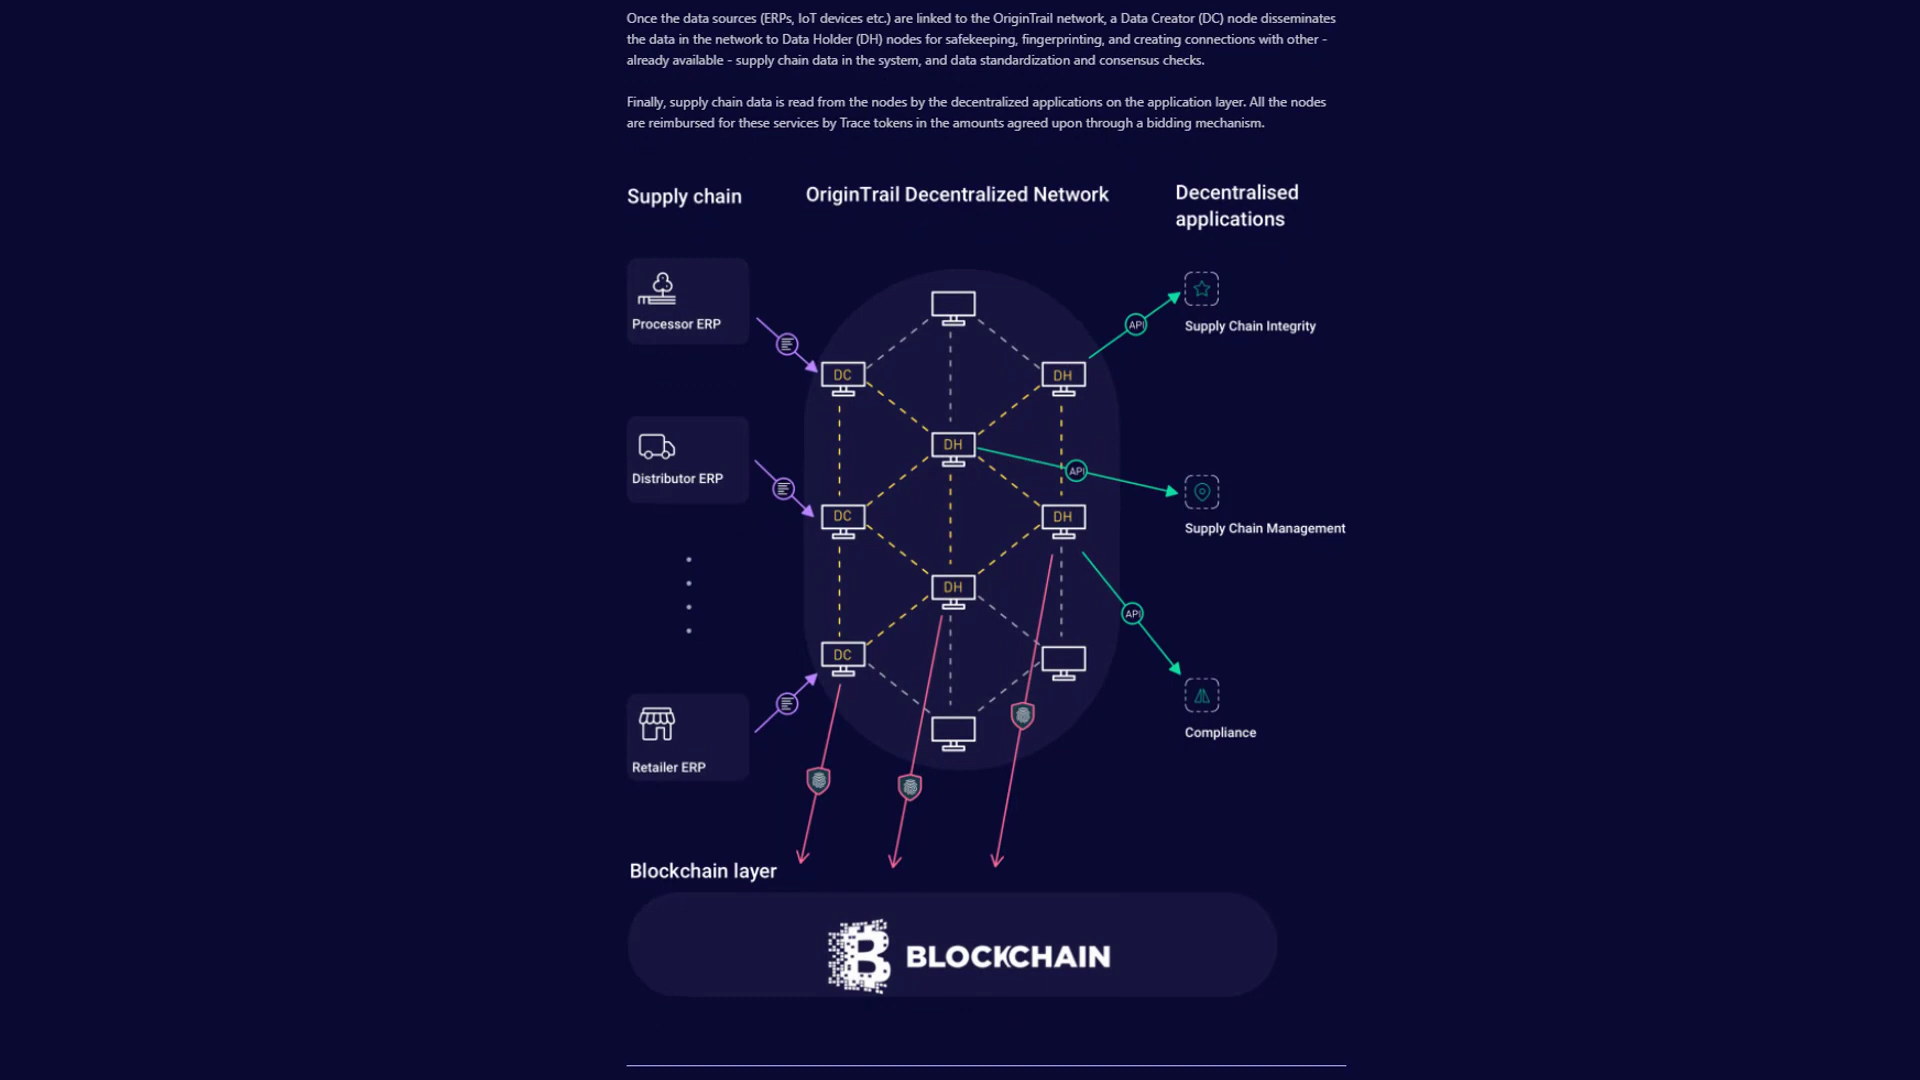 Once the data sources (ERPs, IoT devices etc.) are linked to the OriginTrail network, a Data Creator (DC) node disseminates
the data in the network to Data Holder (DH) nodes for safekeeping, fingerprinting, and creating connections with other -
already available - supply chain data in the system, and data standardization and consensus checks.
Finally, supply chain data is read from the nodes by the decentralized applications on the application layer. All the nodes
are reimbursed for these services by Trace tokens in the amounts agreed upon through a bidding mechanism.
Supply chain
OriginTrail Decentralized Network
Decentralised
applications
Processor ERP
API
Supply Chain Integrity
DC
DH
DH
Distributor ERP
API
DC
DH
Supply Chain Management
DH
API
DC
Retailer ERP
Compliance
Blockchain layer
BLOCKCHAIN